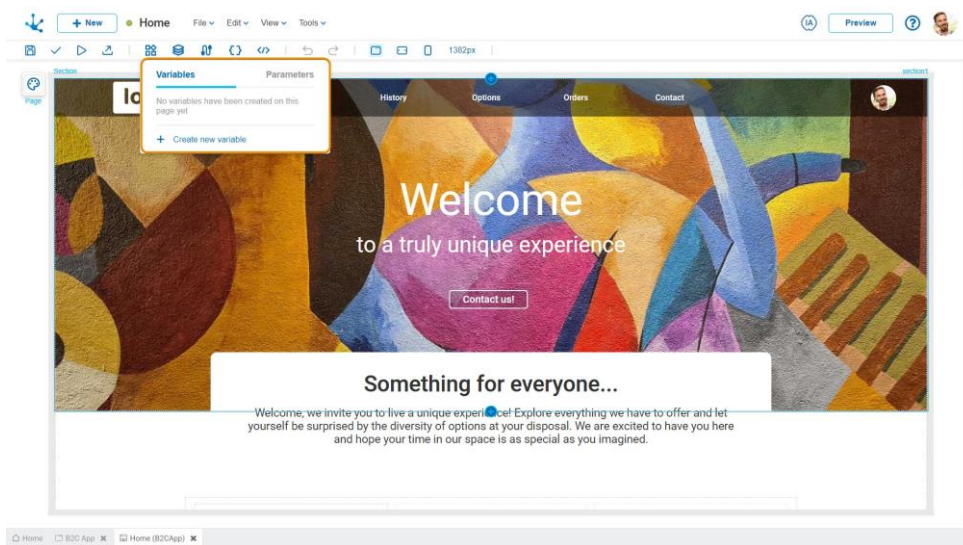 + New
Home
File
Edit
View
Tools
IA
Preview
?
1382px
Section
section1
Page
Variables
Parameters
No variables have been created on this
page yet
+ Create new variable
lo
History
Options
Orders
Contact
Welcome
to a truly unique experience
Contact us!
Something for everyone...
Welcome, we invite you to live a unique experi ce! Explore everything we have to offer and let
yourself be surprised by the diversity of options at your disposal. We are excited to have you here
and hope your time in our space is as special as you imagined.
Home
B2C App
Home (B2CApp)